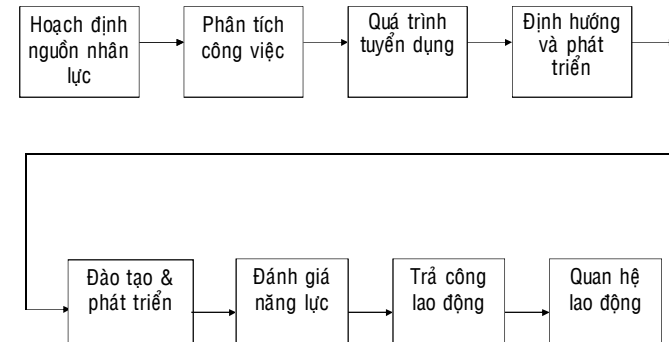 Hoạch định
nguồn nhân
lực
Phân tích
công việc
Quá trình
tuyển dụng
Định hướng
và phát
triển
Đào tạo &
phát triển
Đánh giá
năng lực
Trả công
lao động
Quan hệ
lao động